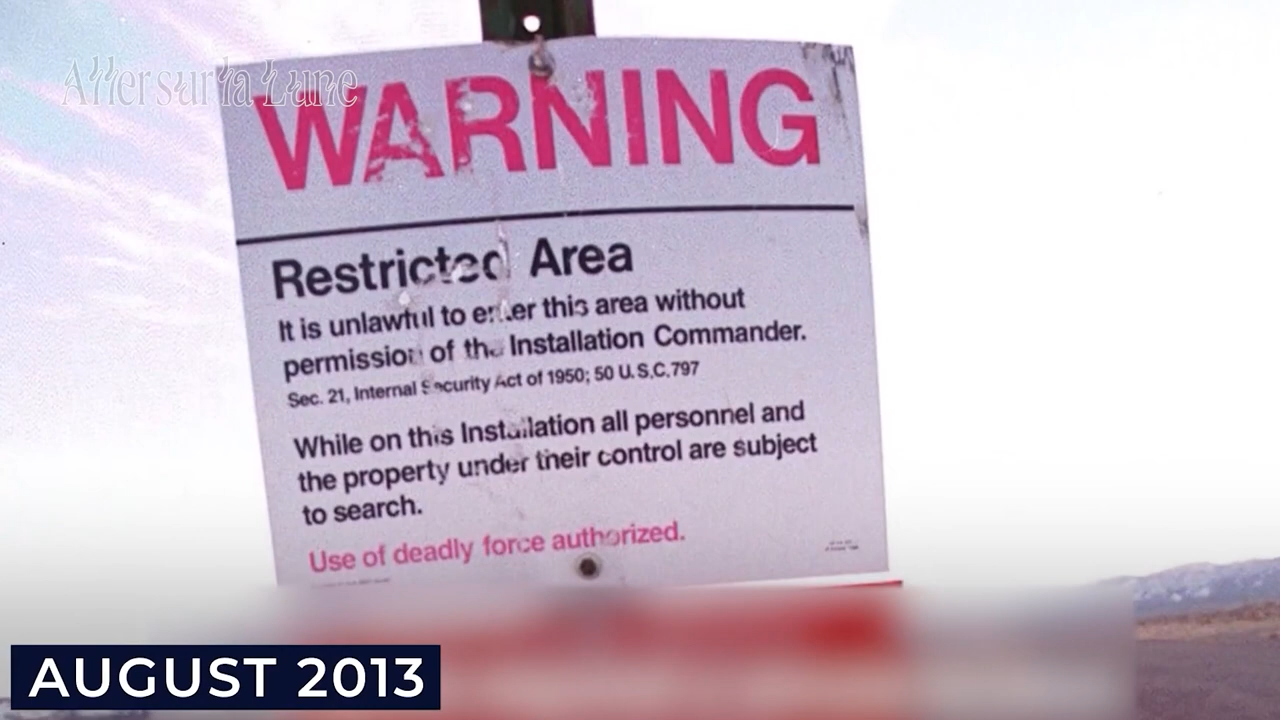 Aller sur la Lune
WARNING
Restricted Area
It is unlawful to enter this area without
permission of the Installation Commander.
Sec. 21, Internal Security Act of 1950; 50 U.S.C. 797
While on this Installation all personnel and
the property under their control are subject
to search.
Use of deadly force authorized.
AUGUST 2013